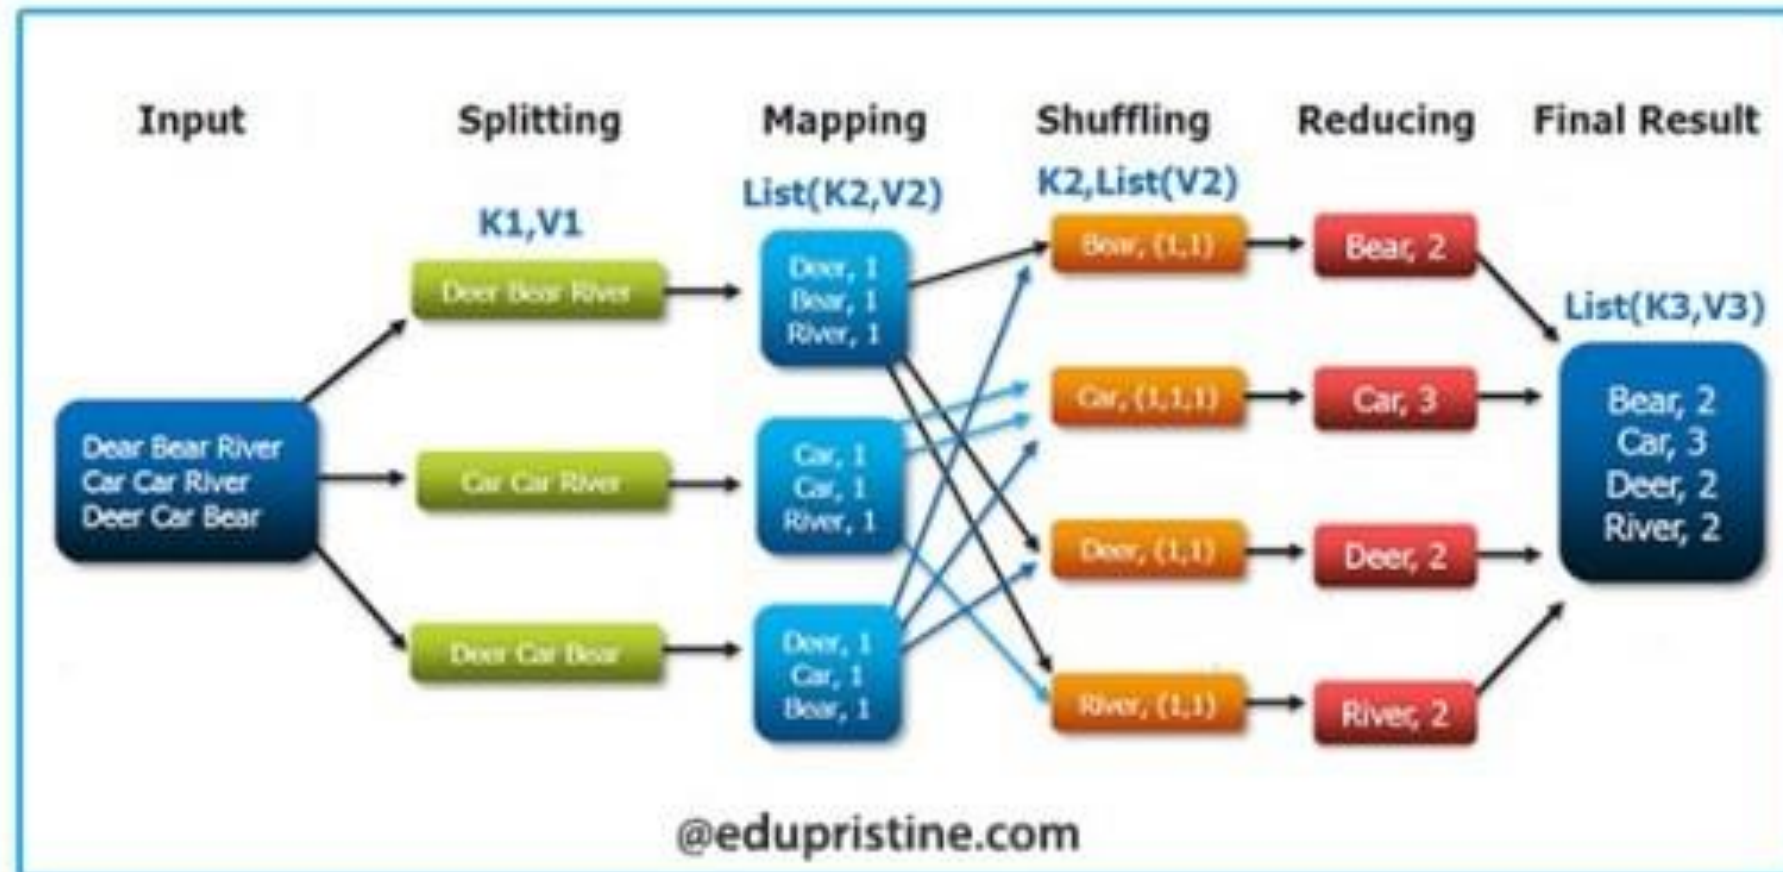 Input
Splitting
Mapping
Shuffling
Reducing
Final Result
K1,V1
List(K2,V2)
K2,List(V2)
List(K3,V3)
Dear Bear River
Car Car River
Deer Car Bear
Deer Bear River
Car Car River
Deer Car Bear
Deer, 1
Bear, 1
River, 1
Car, 1
Car, 1
River, 1
Deer, 1
Car, 1
Bear, 1
Bear, (1,1)
Car, (1,1,1)
Deer, (1,1)
River, (1,1)
Bear, 2
Car, 3
Deer, 2
River, 2
Bear, 2
Car, 3
Deer, 2
River, 2
@edupristine.com